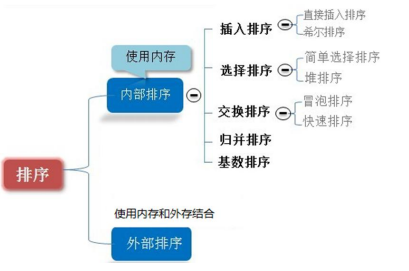 直接插入排序
插入排序
希尔排序
使用内存
简单选择排序
选择排序
堆排序
内部排序
冒泡排序
交换排序
快速排序
归并排序
基数排序
排序
使用内存和外存结合
外部排序